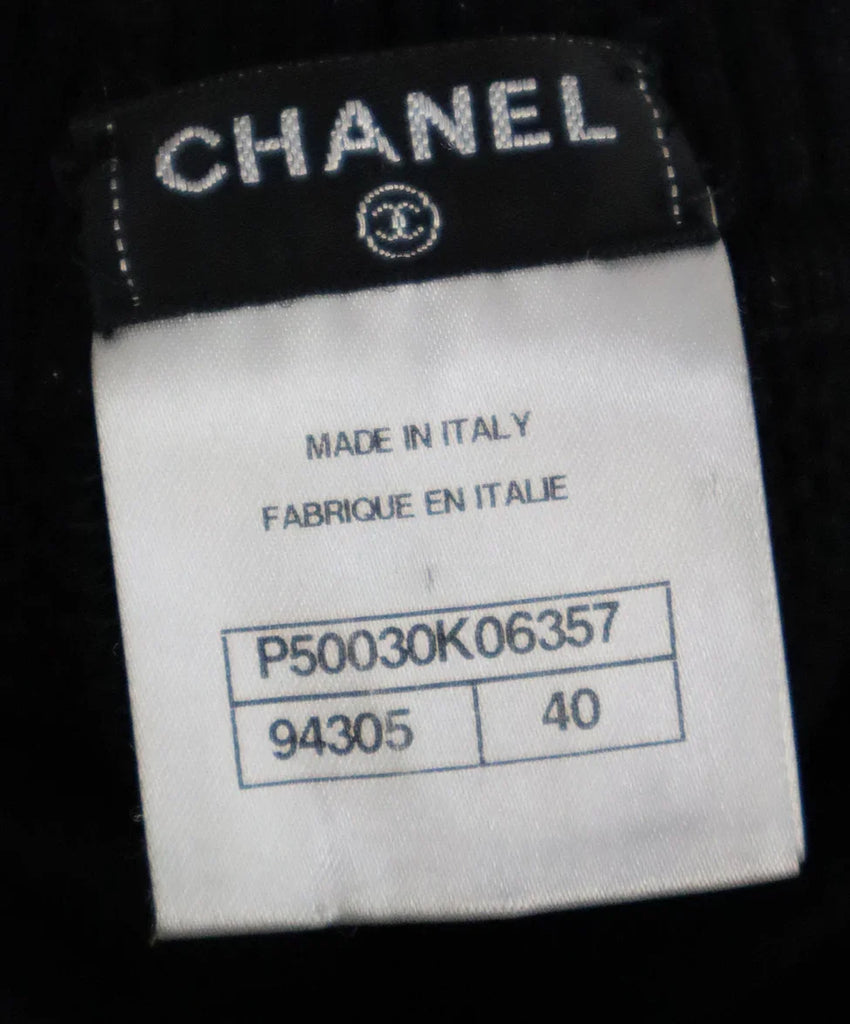 CHANEL
MADE IN ITALY
FABRIQUE EN ITALIE
P50030K06357
94305 40